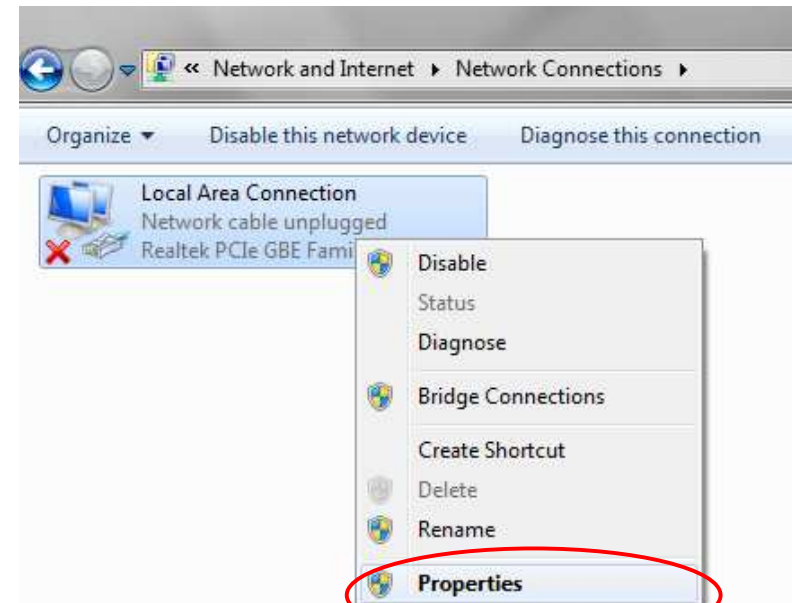 « Network and Internet ▸ Network Connections ▸
Organize ▾ Disable this network device Diagnose this connection
Local Area Connection
Network cable unplugged
Realtek PCIe GBE Fami
Disable
Status
Diagnose
Bridge Connections
Create Shortcut
Delete
Rename
Properties